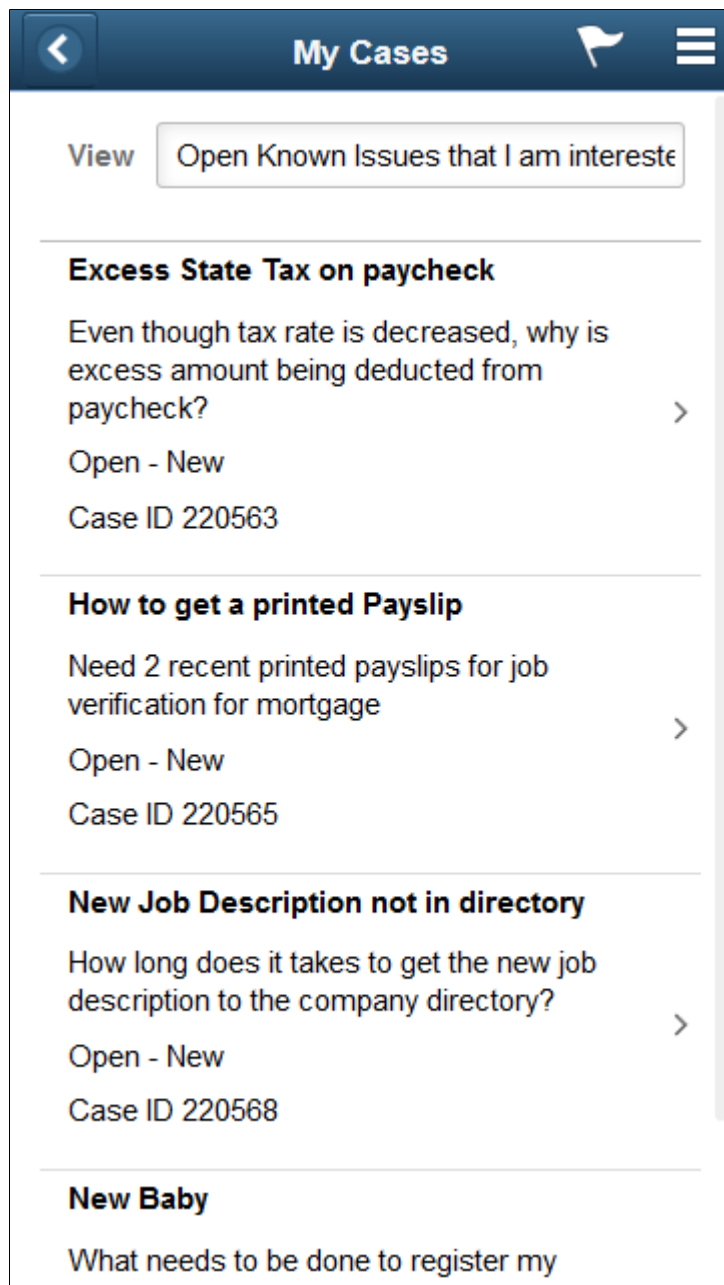 My Cases
View
Open Known Issues that I am intereste
Excess State Tax on paycheck
Even though tax rate is decreased, why is
excess amount being deducted from
paycheck?
Open - New
Case ID 220563
How to get a printed Payslip
Need 2 recent printed payslips for job
verification for mortgage
Open - New
Case ID 220565
New Job Description not in directory
How long does it takes to get the new job
description to the company directory?
Open - New
Case ID 220568
New Baby
What needs to be done to register my